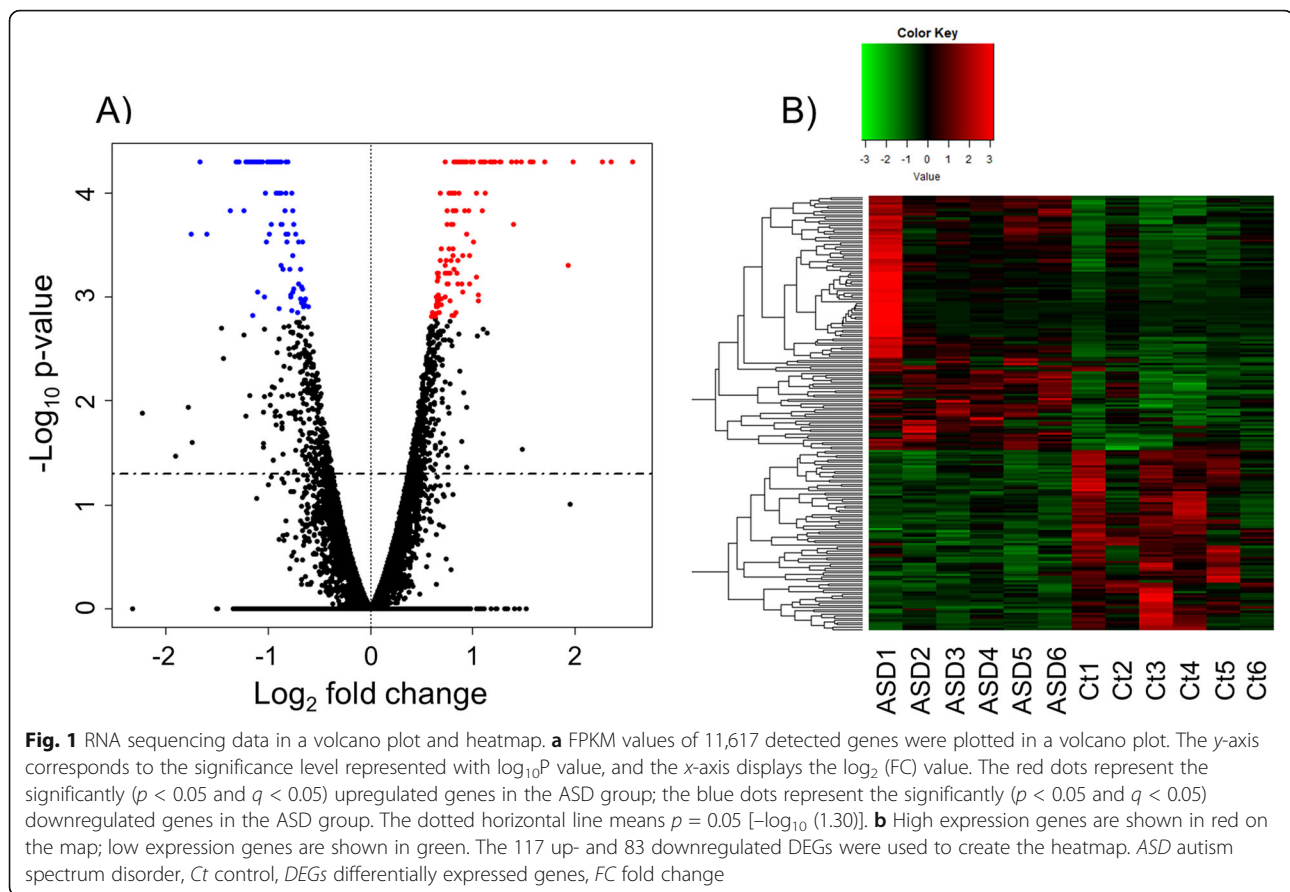 A)
-Log10 p-value
4
3
2
1
0
-2 -1 0 1 2
Log2 fold change
B)
Color Key
-3 -2 -1 0 1 2 3
Value
ASD1 ASD2 ASD3 ASD4 ASD5 ASD6 Ct1 Ct2 Ct3 Ct4 Ct5 Ct6
Fig. 1 RNA sequencing data in a volcano plot and heatmap. a FPKM values of 11,617 detected genes were plotted in a volcano plot. The y-axis
corresponds to the significance level represented with log10P value, and the x-axis displays the log2 (FC) value. The red dots represent the
significantly (p < 0.05 and q < 0.05) upregulated genes in the ASD group; the blue dots represent the significantly (p < 0.05 and q < 0.05)
downregulated genes in the ASD group. The dotted horizontal line means p = 0.05 [–log10 (1.30)]. b High expression genes are shown in red on
the map; low expression genes are shown in green. The 117 up- and 83 downregulated DEGs were used to create the heatmap. ASD autism
spectrum disorder, Ct control, DEGs differentially expressed genes, FC fold change